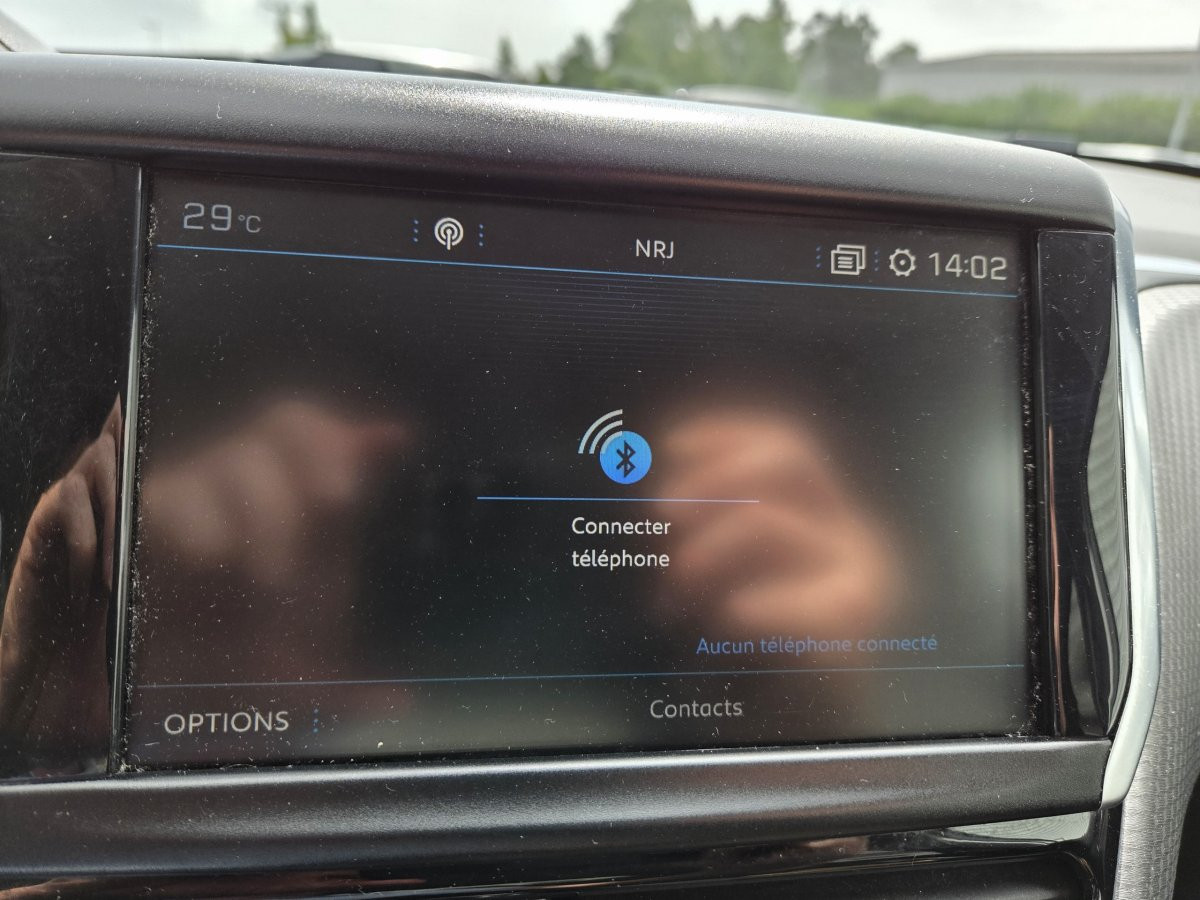 29°C
NRJ
14:02
Connecter
téléphone
Aucun téléphone connecté
OPTIONS
Contacts